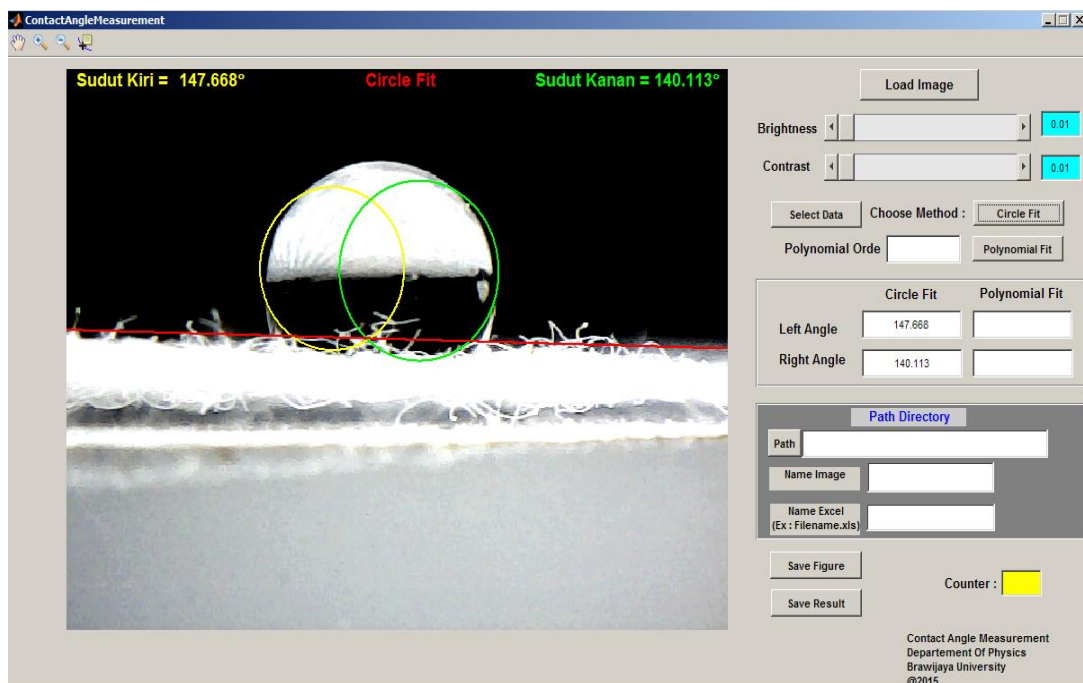 ContactAngleMeasurement
Sudut Kiri = 147.668° Circle Fit Sudut Kanan = 140.113°
Load Image
Brightness 0.01
Contrast 0.01
Select Data Choose Method : Circle Fit
Polynomial Orde Polynomial Fit
Circle Fit Polynomial Fit
Left Angle 147.668
Right Angle 140.113
Path Directory
Path
Name Image
Name Excel
(Ex : Filename.xls)
Save Figure
Counter :
Save Result
Contact Angle Measurement
Departement Of Physics
Brawijaya University
@2015